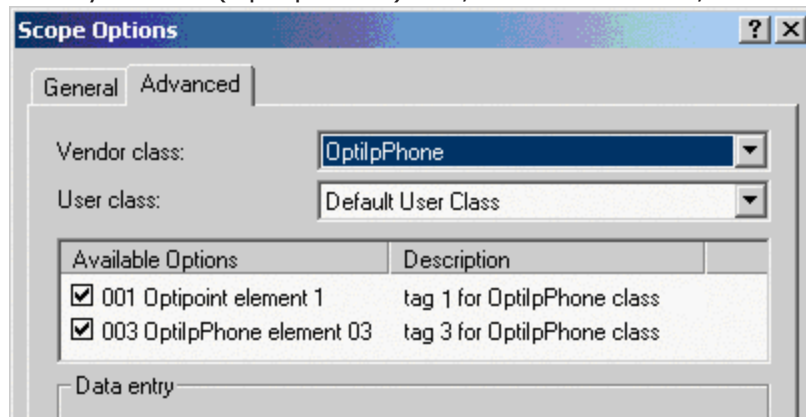 Scope Options
General Advanced
Vendor class: OptiIpPhone
User class: Default User Class
Available Options Description
001 Optipoint element 1 tag 1 for OptiIpPhone class
003 OptiIpPhone element 03 tag 3 for OptiIpPhone class
Data entry